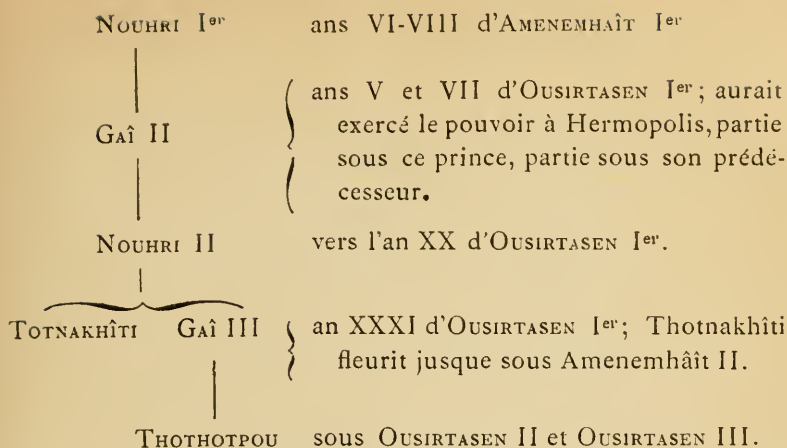 Nouhri Ier ans VI-VIII d'Amenemhaît Ier
ans V et VII d'Ousirtasen Ier; aurait
Gaî II exercé le pouvoir à Hermopolis, partie
sous ce prince, partie sous son prédé-
cesseur.
Nouhri II vers l'an XX d'Ousirtasen Ier.
Totnakhîti Gaî III an XXXI d'Ousirtasen Ier; Thotnakhîti
fleurit jusque sous Amenemhâît II.
Thothotpou sous Ousirtasen II et Ousirtasen III.